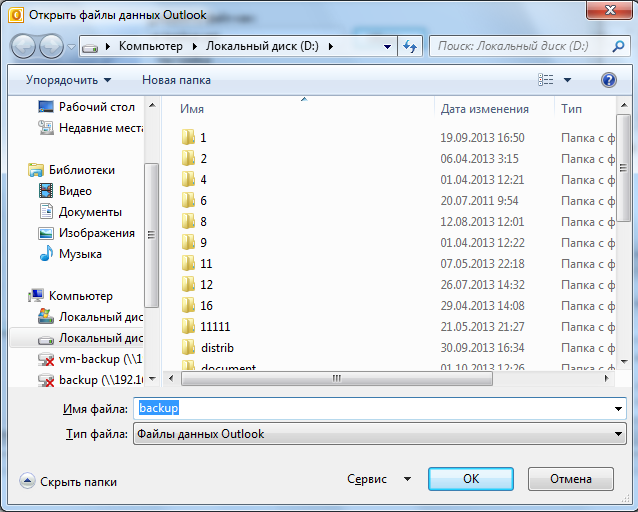 Открыть файлы данных Outlook
Компьютер Локальный диск (D:) Поиск: Локальный диск (D:)
Упорядочить Новая папка
Рабочий стол
Недавние места
Библиотеки
Видео
Документы
Изображения
Музыка
Компьютер
Локальный дис
Локальный дис
vm-backup (\\1
backup (\\192.16
Имя Дата изменения Тип
1 19.09.2013 16:50 Папка с ф
2 06.04.2013 3:15 Папка с ф
4 01.04.2013 12:21 Папка с ф
6 20.07.2011 9:54 Папка с ф
8 12.08.2013 12:01 Папка с ф
9 01.04.2013 12:22 Папка с ф
11 07.05.2013 22:18 Папка с ф
12 26.07.2013 14:32 Папка с ф
16 29.04.2013 14:08 Папка с ф
11111 21.05.2013 21:27 Папка с ф
distrib 30.09.2013 16:34 Папка с ф
document 01.10.2013 12:26 Папка с ф
Имя файла: backup
Тип файла: Файлы данных Outlook
Скрыть папки Сервис OK Отмена